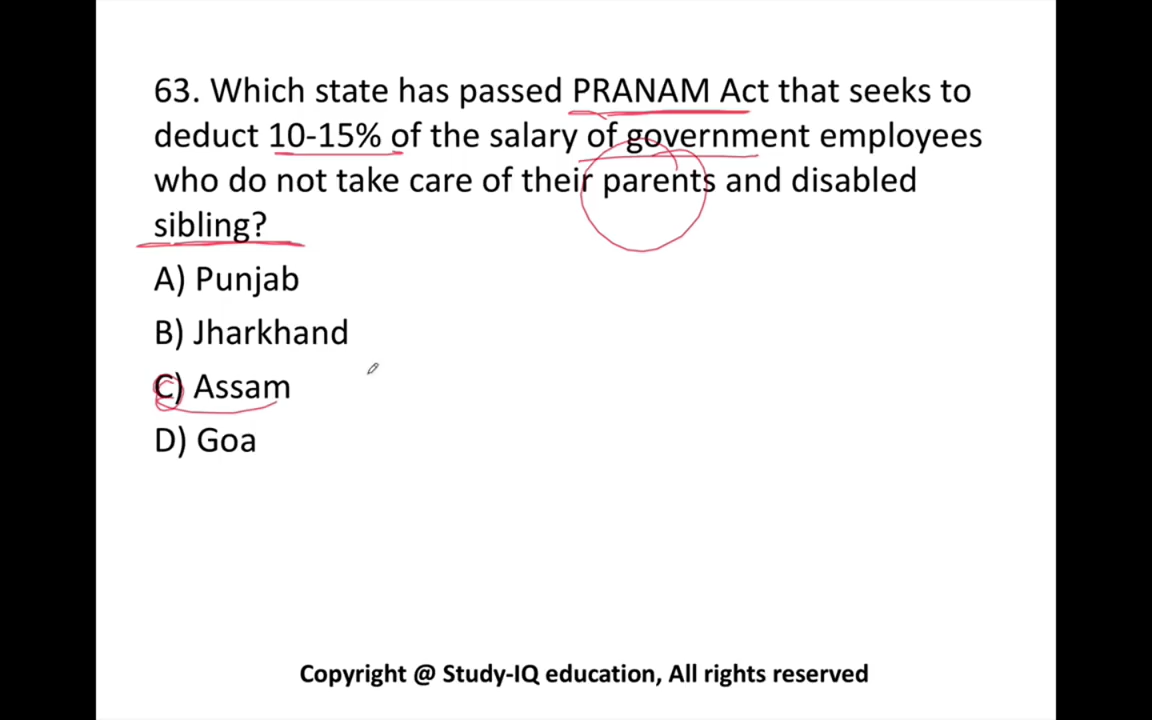 63. Which state has passed PRANAM Act that seeks to
deduct 10-15% of the salary of government employees
who do not take care of their parents and disabled
sibling?
A) Punjab
B) Jharkhand
C) Assam
D) Goa
Copyright @ Study-IQ education, All rights reserved